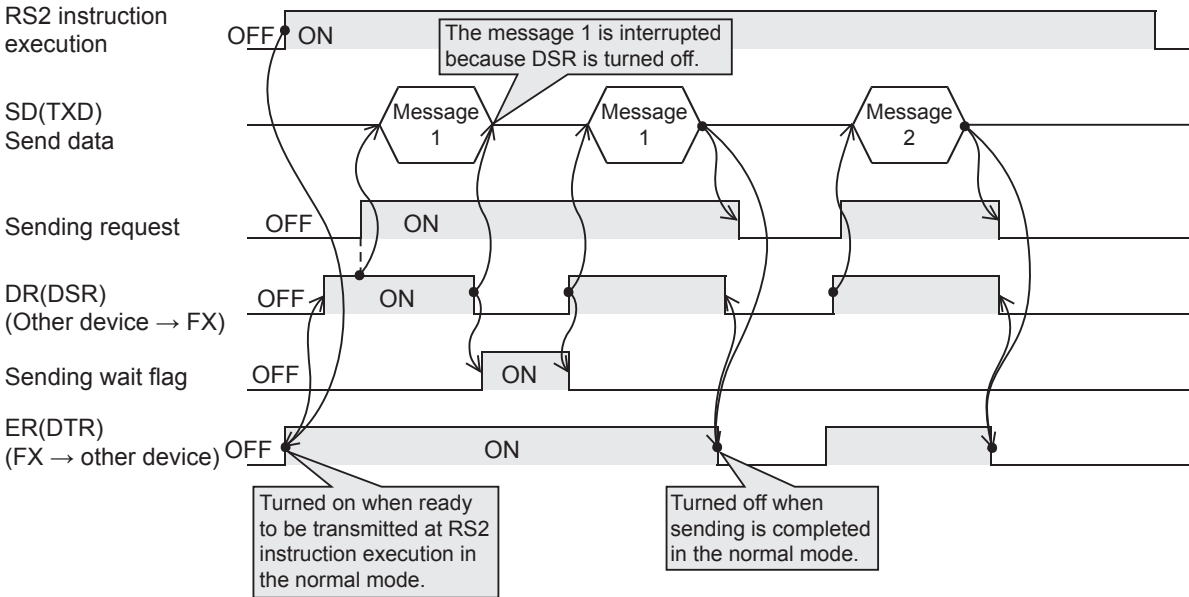 RS2 instruction
execution
OFF
ON
The message 1 is interrupted
because DSR is turned off.
SD(TXD)
Send data
Message
1
Message
1
Message
2
Sending request
OFF
ON
DR(DSR)
(Other device → FX)
OFF
ON
Sending wait flag
OFF
ON
ER(DTR)
(FX → other device)
OFF
ON
Turned on when ready
to be transmitted at RS2
instruction execution in
the normal mode.
Turned off when
sending is completed
in the normal mode.